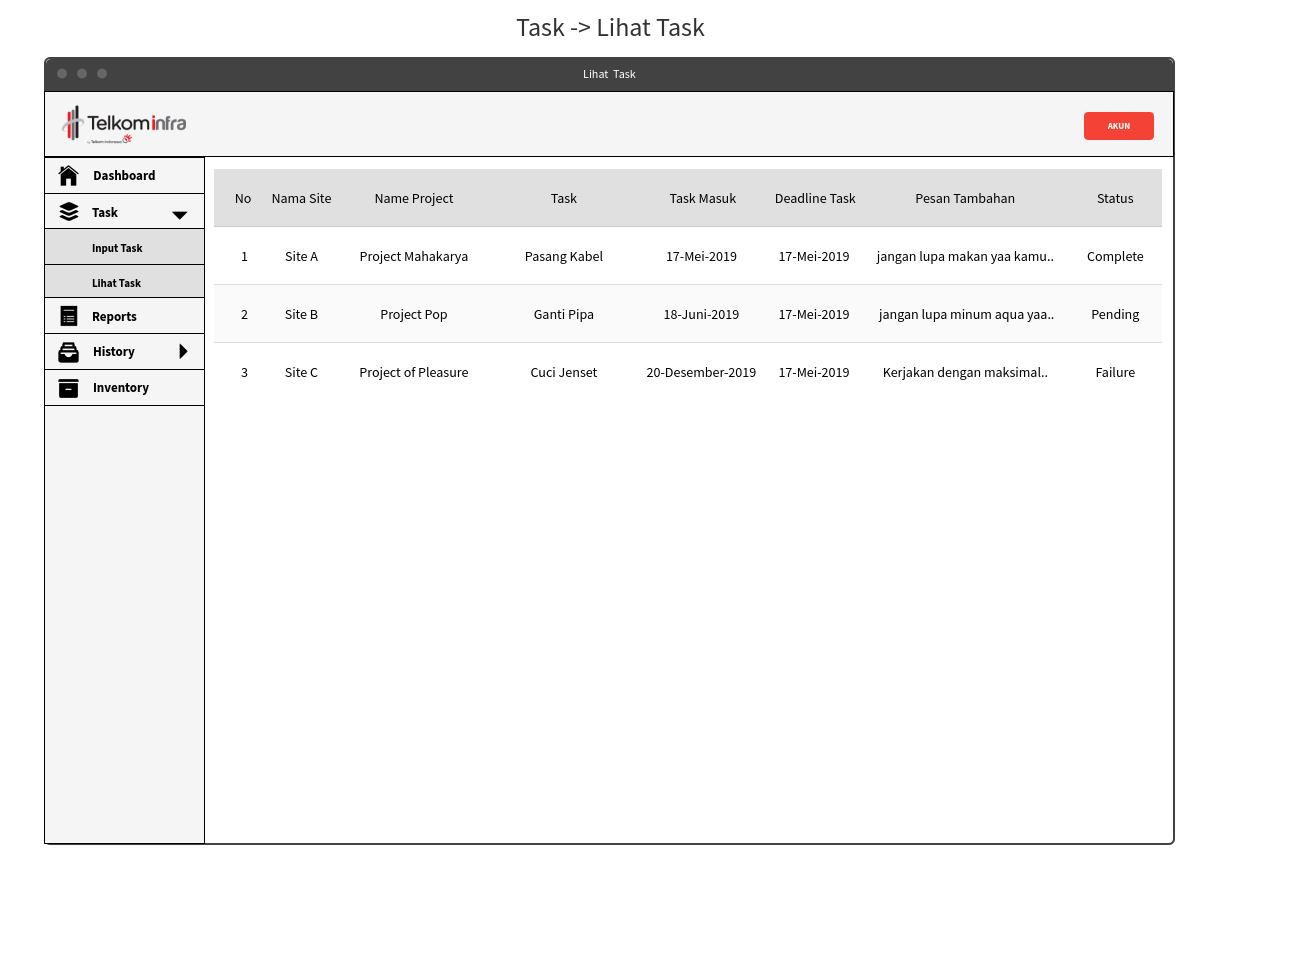 Task -> Lihat Task
Lihat Task
Telkominfra
by Telkom Indonesia
AKUN
Dashboard
Task
Input Task
Lihat Task
Reports
History
Inventory
No Nama Site Name Project Task Task Masuk Deadline Task Pesan Tambahan Status
1 Site A Project Mahakarya Pasang Kabel 17-Mei-2019 17-Mei-2019 jangan lupa makan yaa kamu.. Complete
2 Site B Project Pop Ganti Pipa 18-Juni-2019 17-Mei-2019 jangan lupa minum aqua yaa.. Pending
3 Site C Project of Pleasure Cuci Jenset 20-Desember-2019 17-Mei-2019 Kerjakan dengan maksimal.. Failure